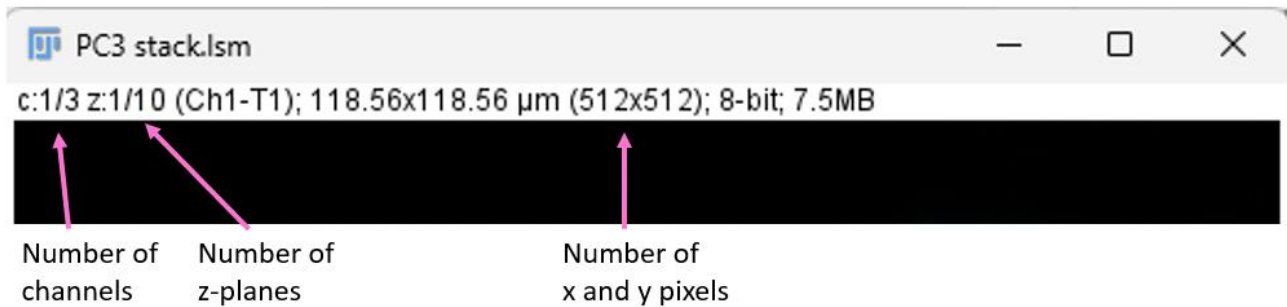 PC3 stack.lsm
c:1/3 z:1/10 (Ch1-T1); 118.56x118.56 µm (512x512); 8-bit; 7.5MB
Number of channels
Number of z-planes
Number of x and y pixels